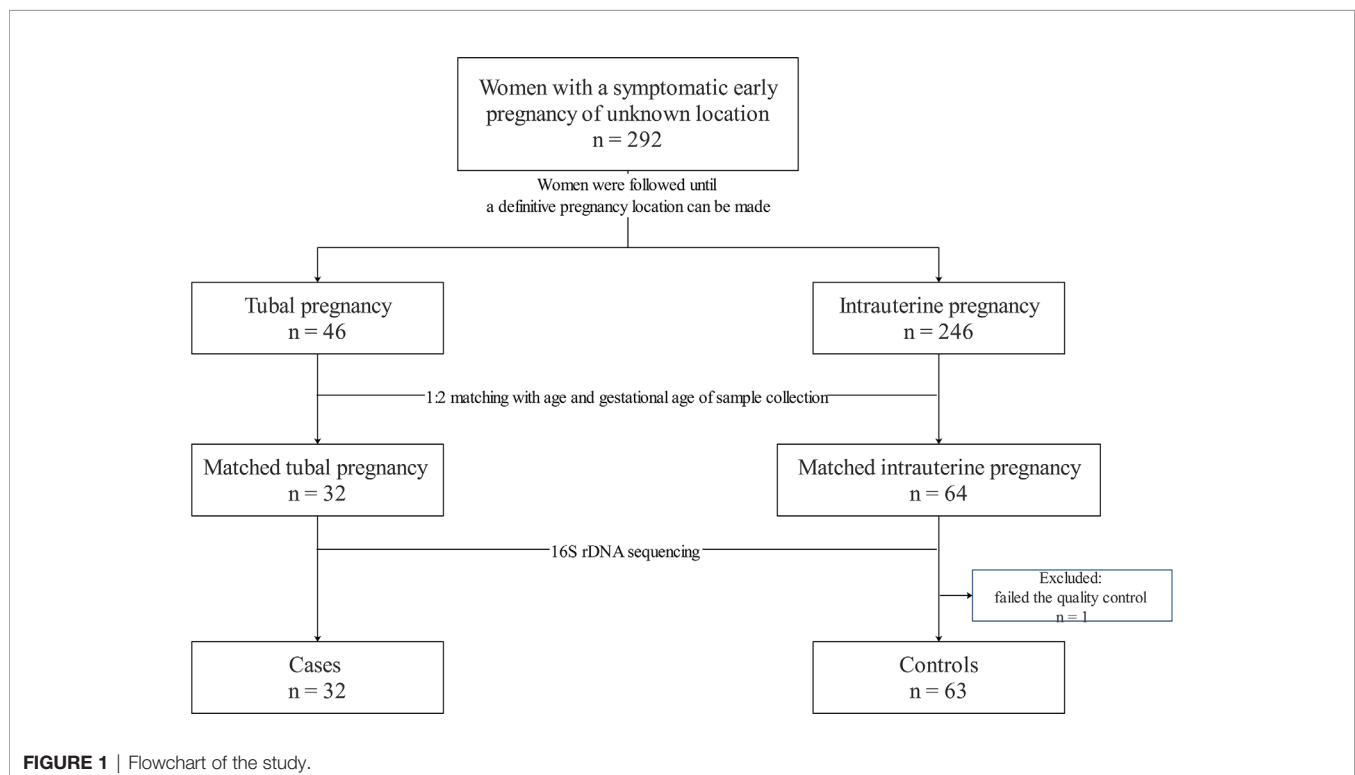 Women with a symptomatic early
pregnancy of unknown location
n = 292
Women were followed until
a definitive pregnancy location can be made
Tubal pregnancy
n = 46
Intrauterine pregnancy
n = 246
1:2 matching with age and gestational age of sample collection
Matched tubal pregnancy
n = 32
Matched intrauterine pregnancy
n = 64
16S rDNA sequencing
Excluded:
failed the quality control
n = 1
Cases
n = 32
Controls
n = 63
FIGURE 1 | Flowchart of the study.